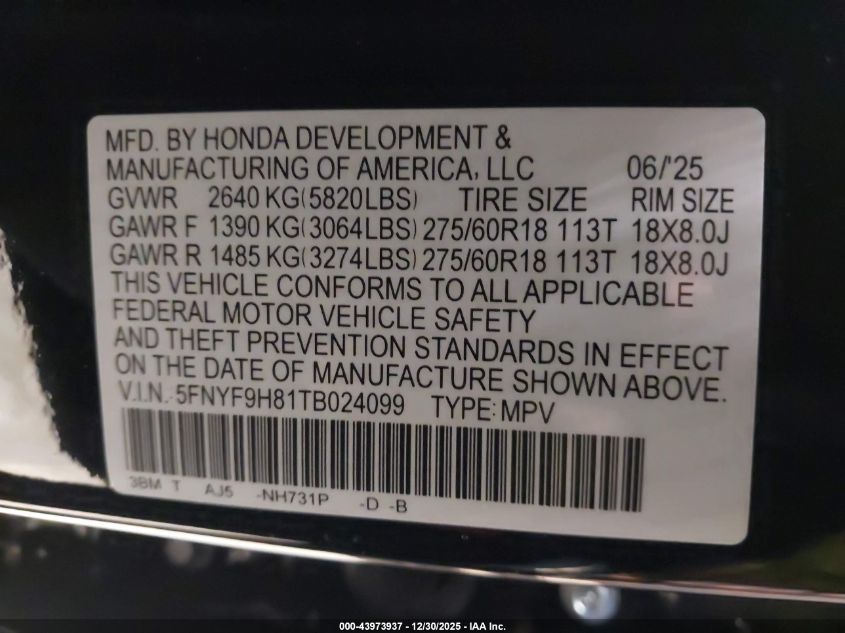 MFD. BY HONDA DEVELOPMENT &
MANUFACTURING OF AMERICA, LLC 06/'25
GVWR 2640 KG(5820LBS) TIRE SIZE RIM SIZE
GAWR F 1390 KG(3064LBS) 275/60R18 113T 18X8.0J
GAWR R 1485 KG(3274LBS) 275/60R18 113T 18X8.0J
THIS VEHICLE CONFORMS TO ALL APPLICABLE
FEDERAL MOTOR VEHICLE SAFETY
AND THEFT PREVENTION STANDARDS IN EFFECT
ON THE DATE OF MANUFACTURE SHOWN ABOVE.
V.I.N.:5FNYF9H81TB024099 TYPE: MPV
3BM T AJ5 -NH731P -D -B
000-43973937 - 12/30/2025 - IAA Inc.